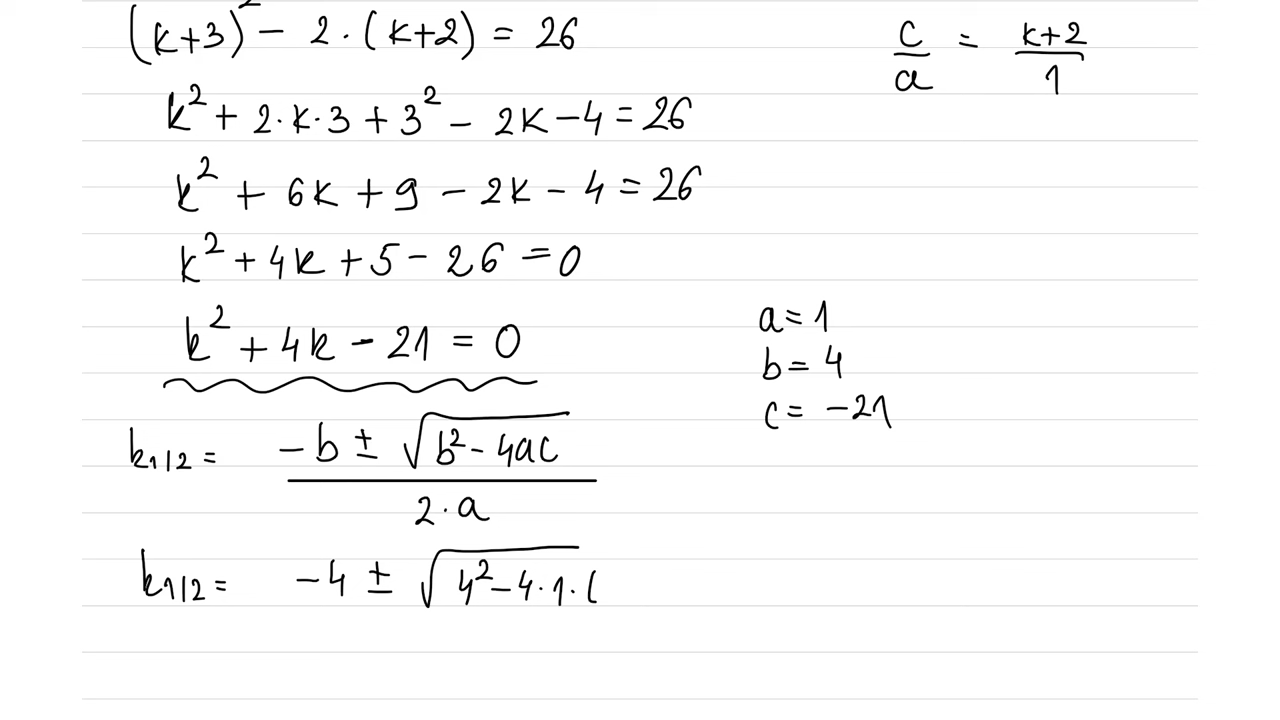 (k+3)² - 2·(k+2) = 26
c/a = k+2/1
k² + 2·k·3 + 3² - 2k - 4 = 26
k² + 6k + 9 - 2k - 4 = 26
k² + 4k + 5 - 26 = 0
k² + 4k - 21 = 0
a = 1
b = 4
c = -21
k1/2 = -b ± √b² - 4ac / 2·a
k1/2 = -4 ± √4² - 4·1·(